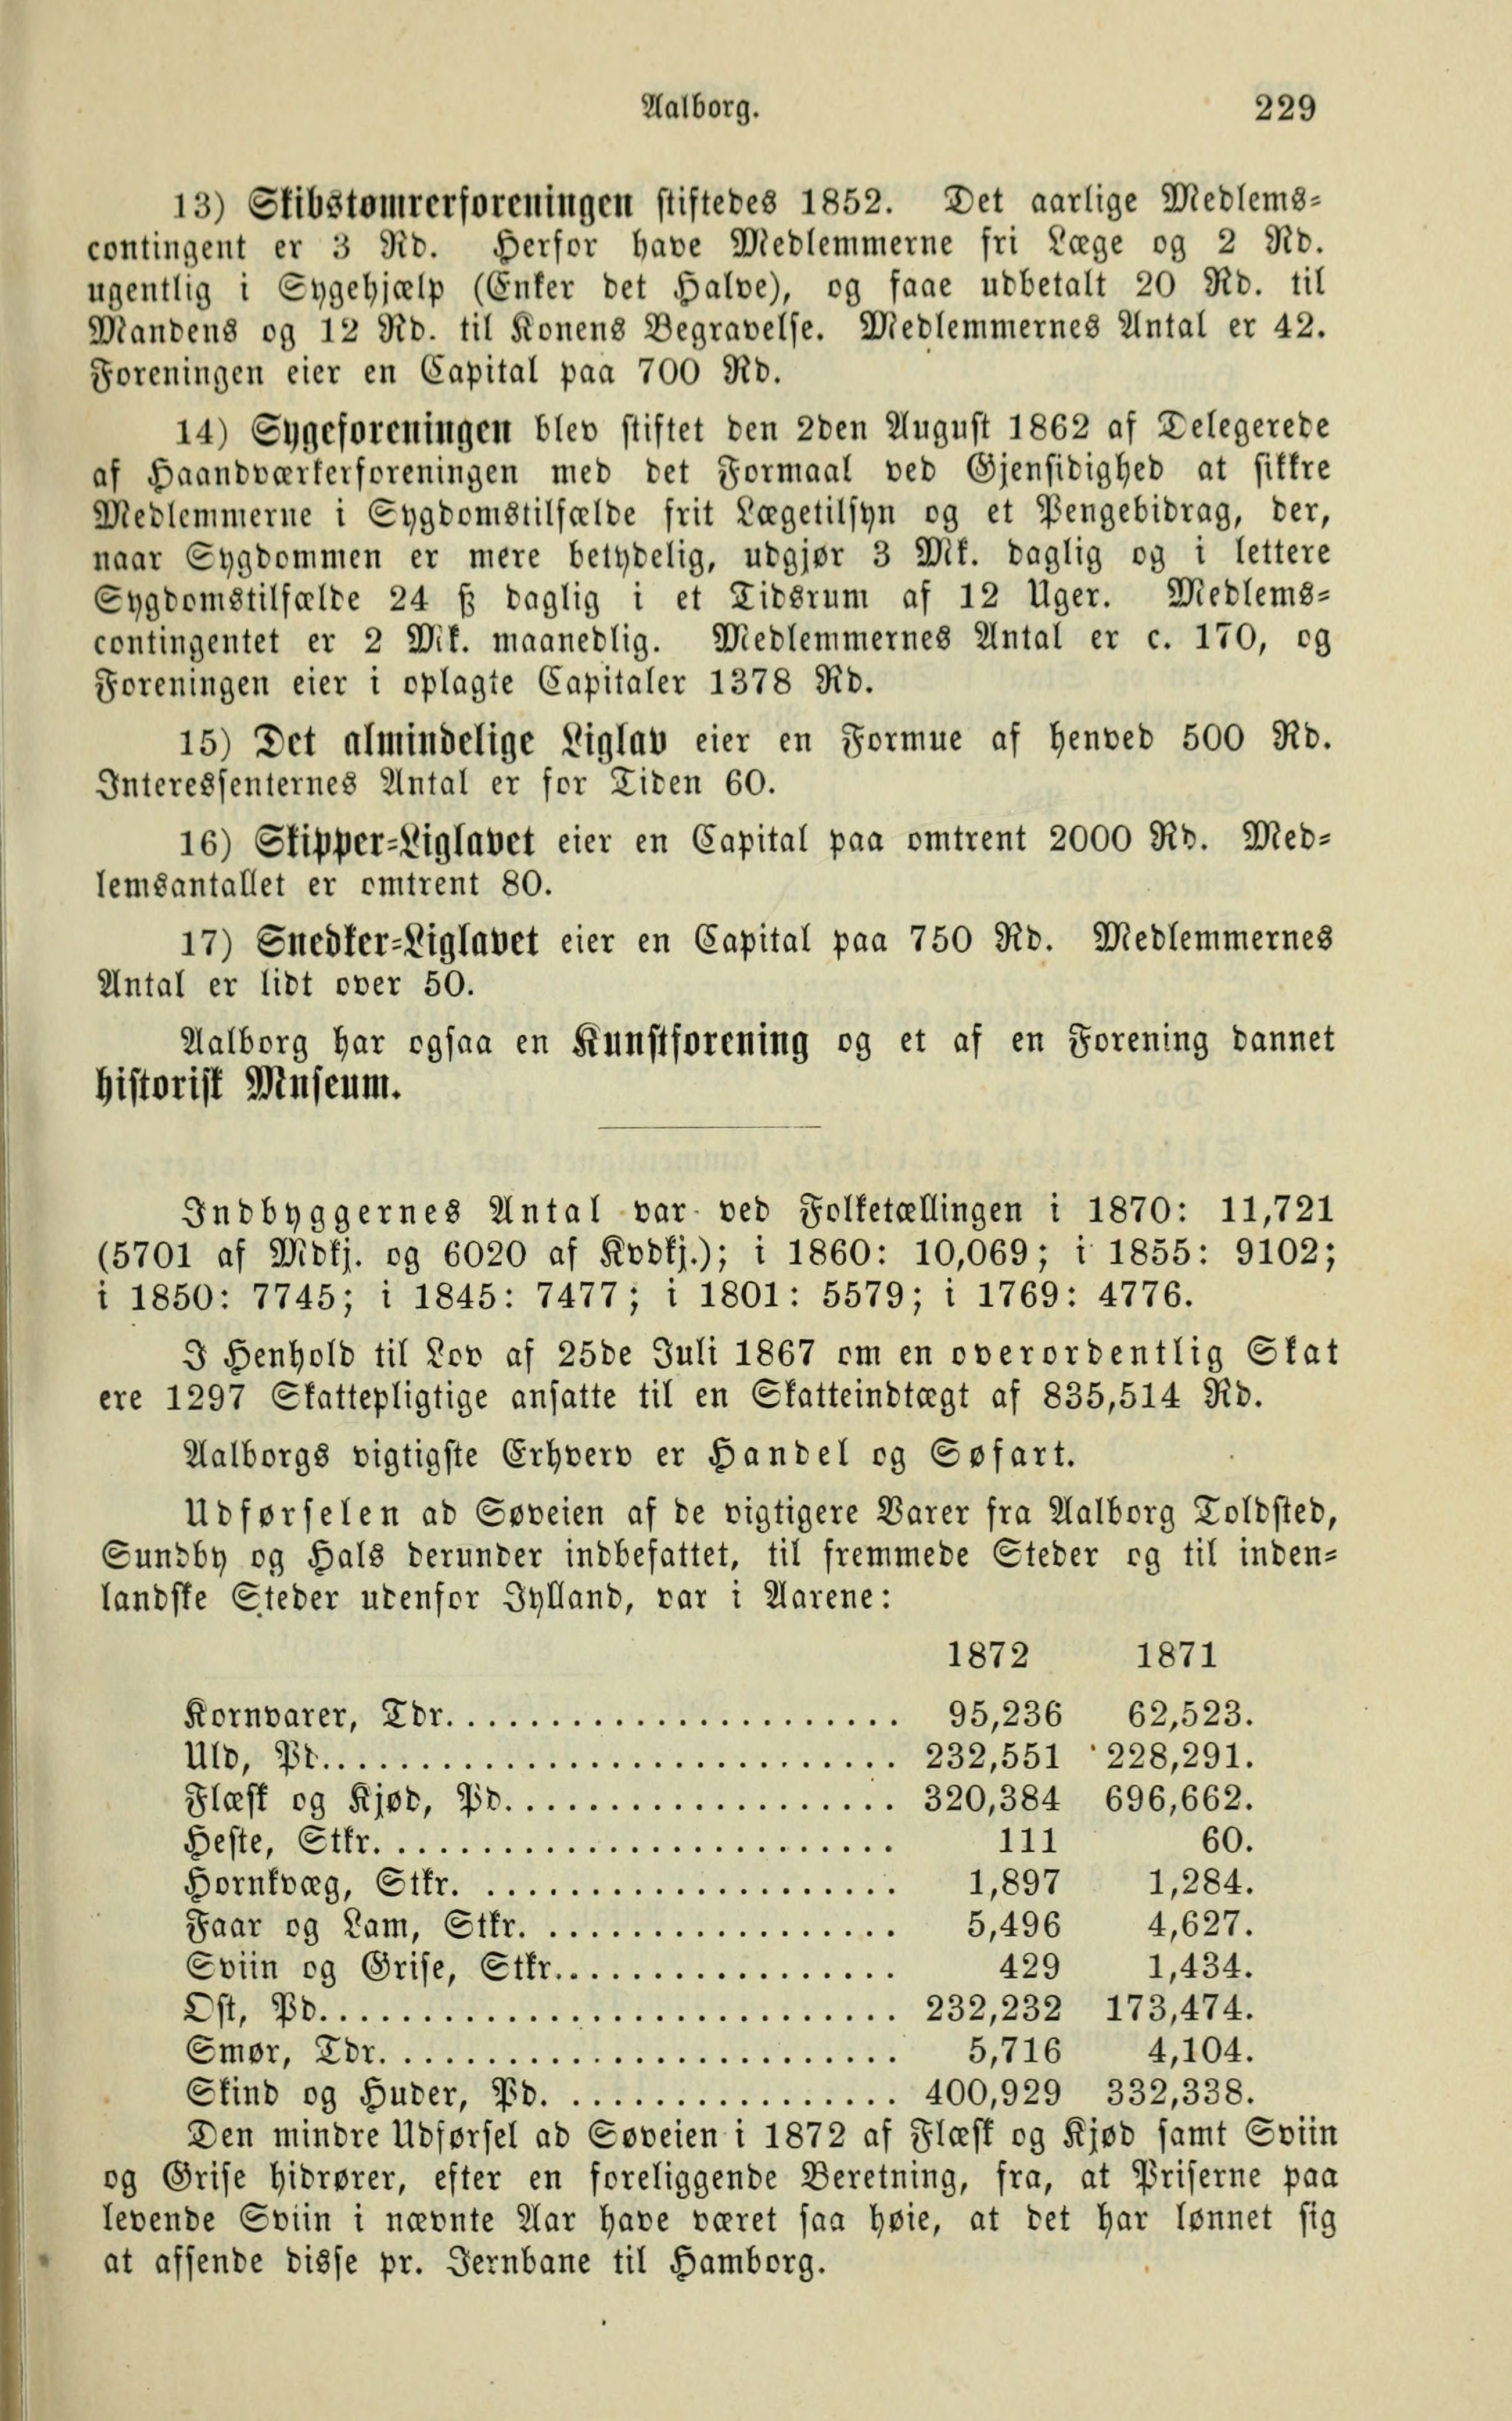 Aalborg. 229
13) Skibstømrerforeningen stiftedes 1852. Det aarlige Medlems-
contingent er 3 Rd. Herfor have Medlemmerne fri Læge og 2 Rd.
ugentlig i Sygehjælp (Enker det Halve), og faae udbetalt 20 Rd. til
Mandens og 12 Rd. til Konens Begravelse. Medlemmernes Antal er 42.
Foreningen eier en Capital paa 700 Rd.
14) Sygeforeningen blev stiftet den 2den August 1862 af Delegerede
af Haandværkerforeningen med det Formaal ved Gjensidighed at sikkre
Medlemmerne i Sygdomstilfælde frit Lægetilsyn og et Pengebidrag, der,
naar Sygdommen er mere betydelig, udgjør 3 Mk. daglig og i lettere
Sygdomstilfælde 24 ß daglig i et Tidsrum af 12 Uger. Medlems-
contingentet er 2 Mk. maanedlig. Medlemmernes Antal er c. 170, og
Foreningen eier i oplagte Capitaler 1378 Rd.
15) Det almindelige Liglav eier en Formue af henved 500 Rd.
Interessenternes Antal er for Tiden 60.
16) Skipper-Liglavet eier en Capital paa omtrent 2000 Rd. Med-
lemsantallet er omtrent 80.
17) Snedker-Liglavet eier en Capital paa 750 Rd. Medlemmernes
Antal er lidt over 50.
Aalborg har ogsaa en Kunstforening og et af en Forening dannet
historisk Museum.
Indbyggernes Antal var ved Folketællingen i 1870: 11,721
(5701 af Mdkj. og 6020 af Kvdkj.); i 1860: 10,069; i 1855: 9102;
i 1850: 7745; i 1845: 7477; i 1801: 5579; i 1769: 4776.
I Henhold til Lov af 25de Juli 1867 om en overordentlig Skat
ere 1297 Skattepligtige ansatte til en Skatteindtægt af 835,514 Rd.
Aalborgs vigtigste Erhverv er Handel og Søfart.
Udførselen ad Søveien af de vigtigere Varer fra Aalborg Toldsted,
Sundby og Hals derunder indbefattet, til fremmede Steder og til inden-
landske Steder udenfor Jylland, var i Aarene:
1872 1871
Kornvarer, Tdr. . . . . . . . . . . . . . . . . . . . . . . . 95,236 62,523.
Uld, Pd. . . . . . . . . . . . . . . . . . . . . . . . . . . . . 232,551 228,291.
Flæsk og Kjød, Pd. . . . . . . . . . . . . . . . . . . . 320,384 696,662.
Heste, Stkr. . . . . . . . . . . . . . . . . . . . . . . . . . 111 60.
Hornkvæg, Stkr. . . . . . . . . . . . . . . . . . . . . . 1,897 1,284.
Faar og Lam, Stkr. . . . . . . . . . . . . . . . . . . 5,496 4,627.
Sviin og Grise, Stkr. . . . . . . . . . . . . . . . . . 429 1,434.
Ost, Pd. . . . . . . . . . . . . . . . . . . . . . . . . . . . . 232,232 173,474.
Smør, Tdr. . . . . . . . . . . . . . . . . . . . . . . . . . 5,716 4,104.
Skind og Huder, Pd. . . . . . . . . . . . . . . . . . 400,929 332,338.
Den mindre Udførsel ad Søveien i 1872 af Flæsk og Kjød samt Sviin
og Grise hidrører, efter en foreliggende Beretning, fra, at Priserne paa
levende Sviin i nævnte Aar have været saa høie, at det har lønnet sig
at afsende disse pr. Jernbane til Hamborg.